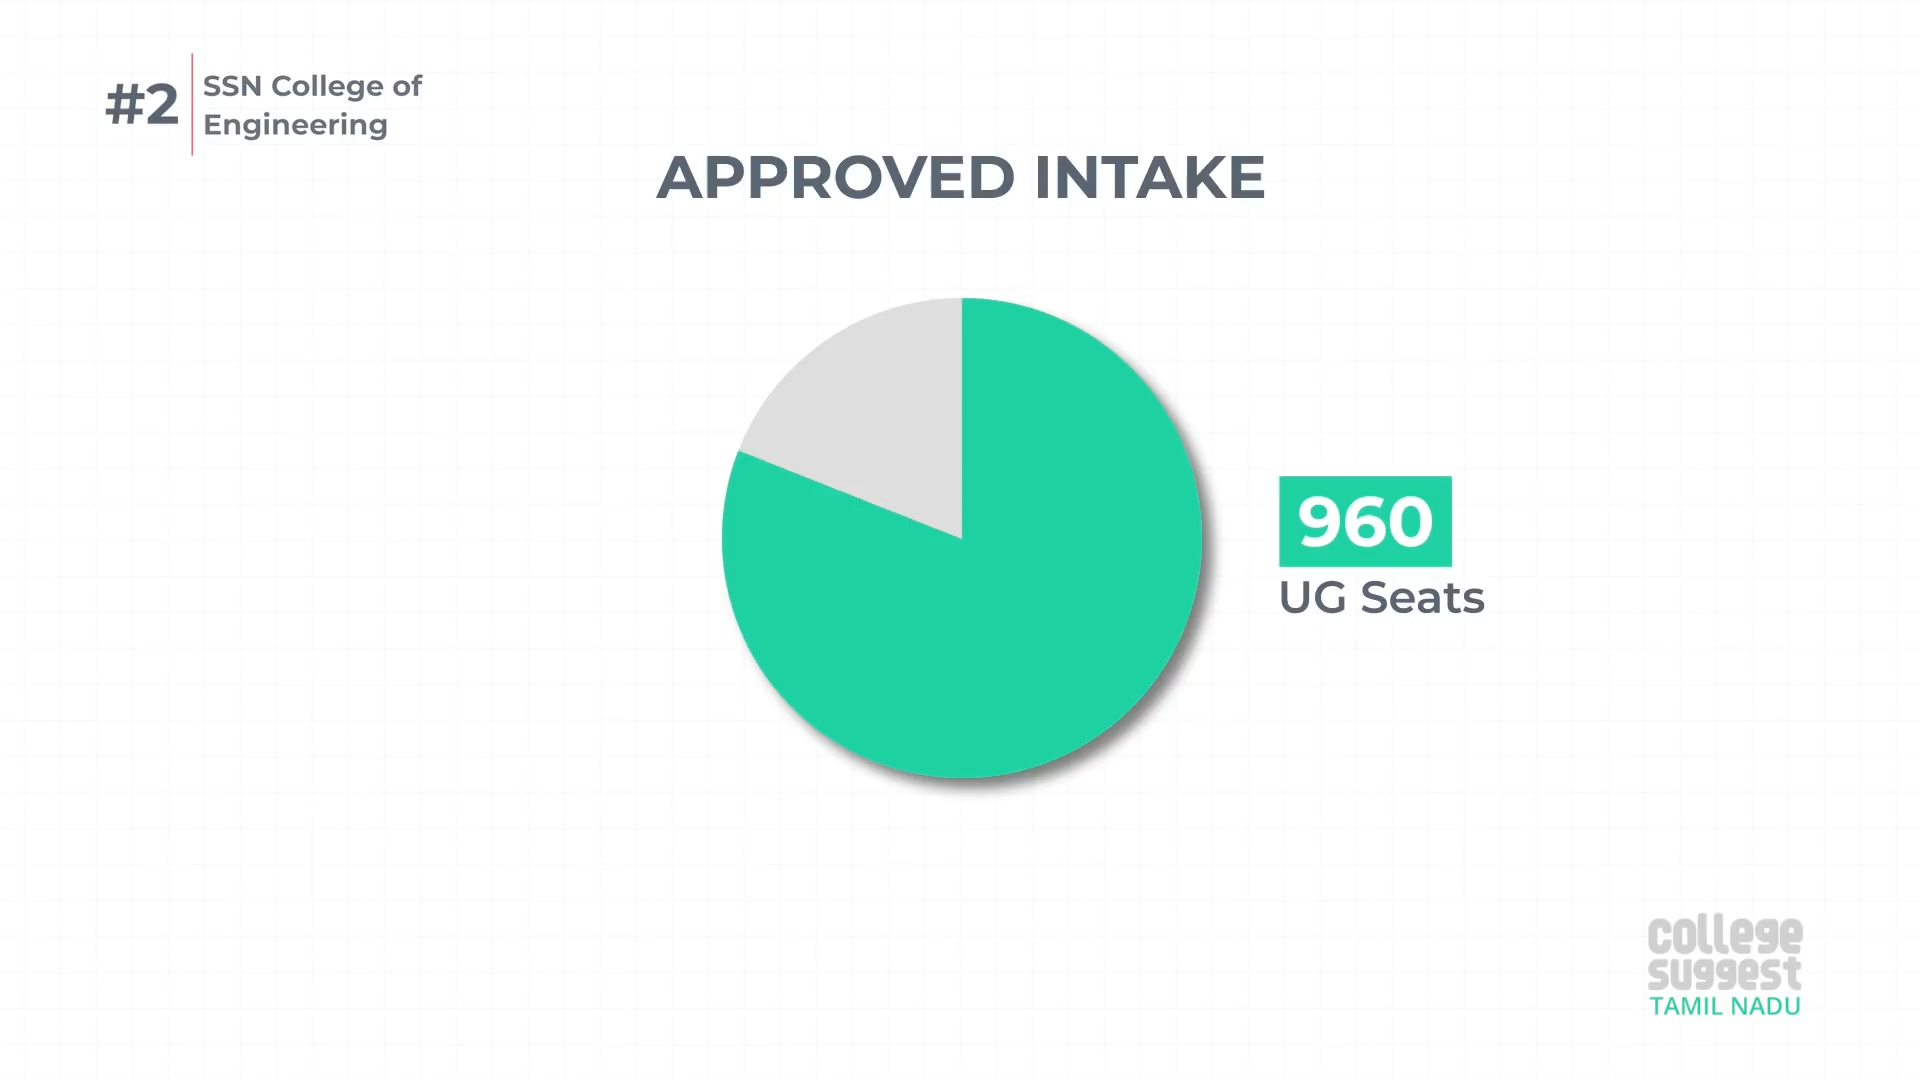 #2
SSN College of
Engineering
APPROVED INTAKE
960
UG Seats
college
suggest
TAMIL NADU